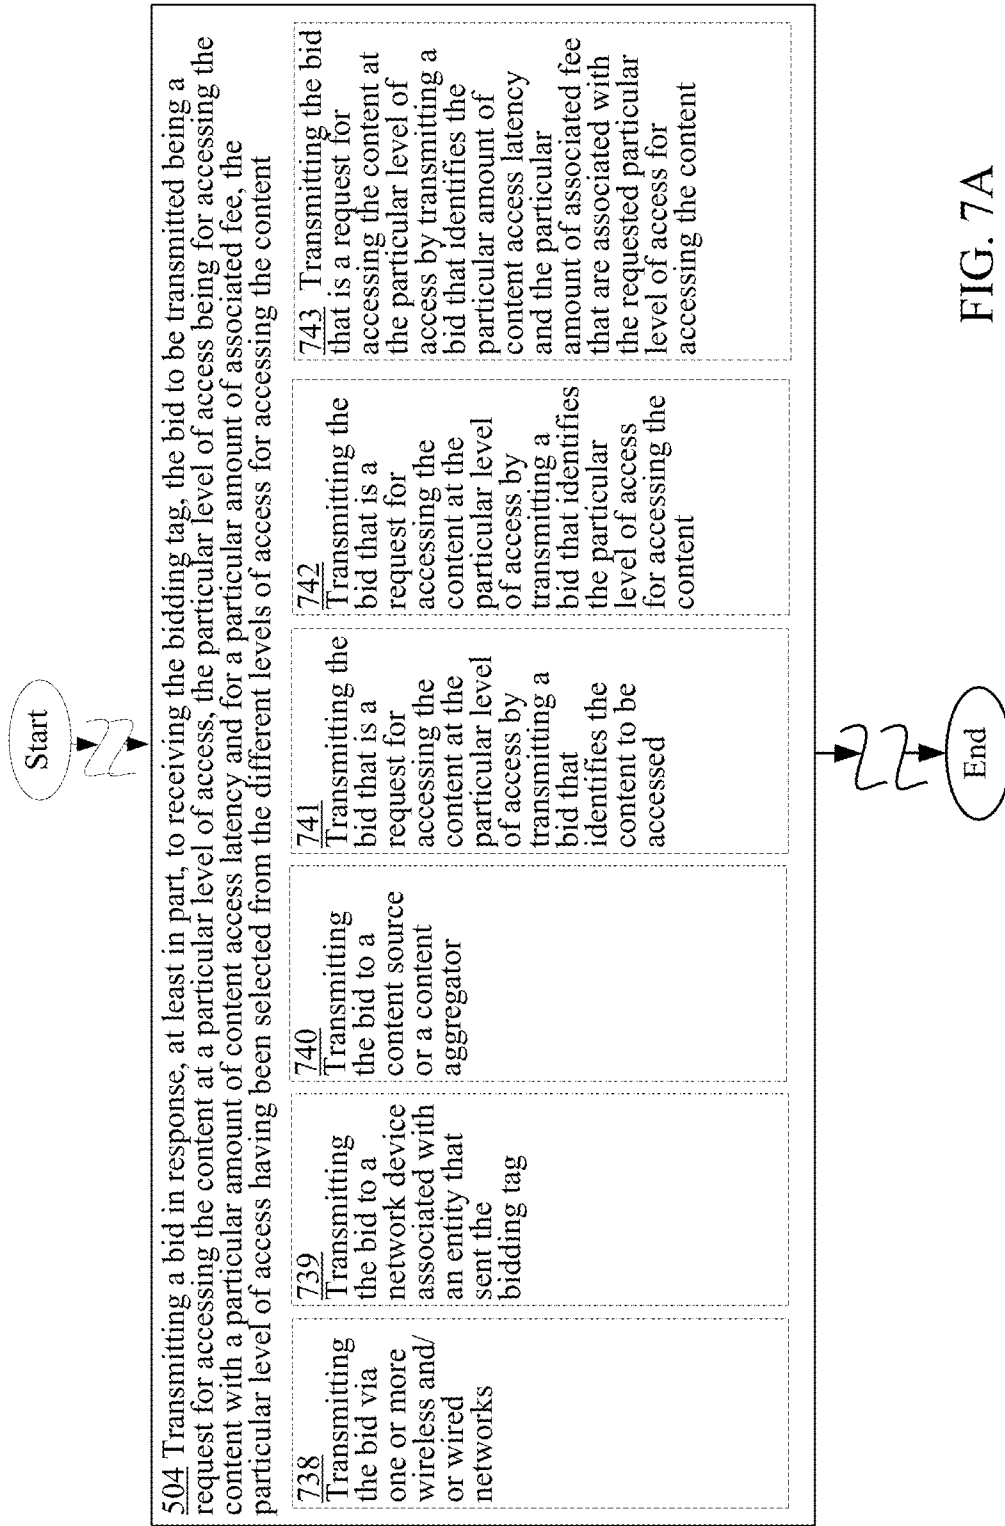 Start
504 Transmitting a bid in response, at least in part, to receiving the bidding tag, the bid to be transmitted being a
request for accessing the content at a particular level of access, the particular level of access being for accessing the
content with a particular amount of content access latency and for a particular amount of associated fee, the
particular level of access having been selected from the different levels of access for accessing the content
738
Transmitting
the bid via
one or more
wireless and/
or wired
networks
739
Transmitting
the bid to a
network device
associated with
an entity that
sent the
bidding tag
740
Transmitting
the bid to a
content source
or a content
aggregator
741
Transmitting the
bid that is a
request for
accessing the
content at the
particular level
of access by
transmitting a
bid that
identifies the
content to be
accessed
742
Transmitting the
bid that is a
request for
accessing the
content at the
particular level
of access by
transmitting a
bid that identifies
the particular
level of access
for accessing the
content
743 Transmitting the bid
that is a request for
accessing the content at
the particular level of
access by transmitting a
bid that identifies the
particular amount of
content access latency
and the particular
amount of associated fee
that are associated with
the requested particular
level of access for
accessing the content
End
FIG. 7A